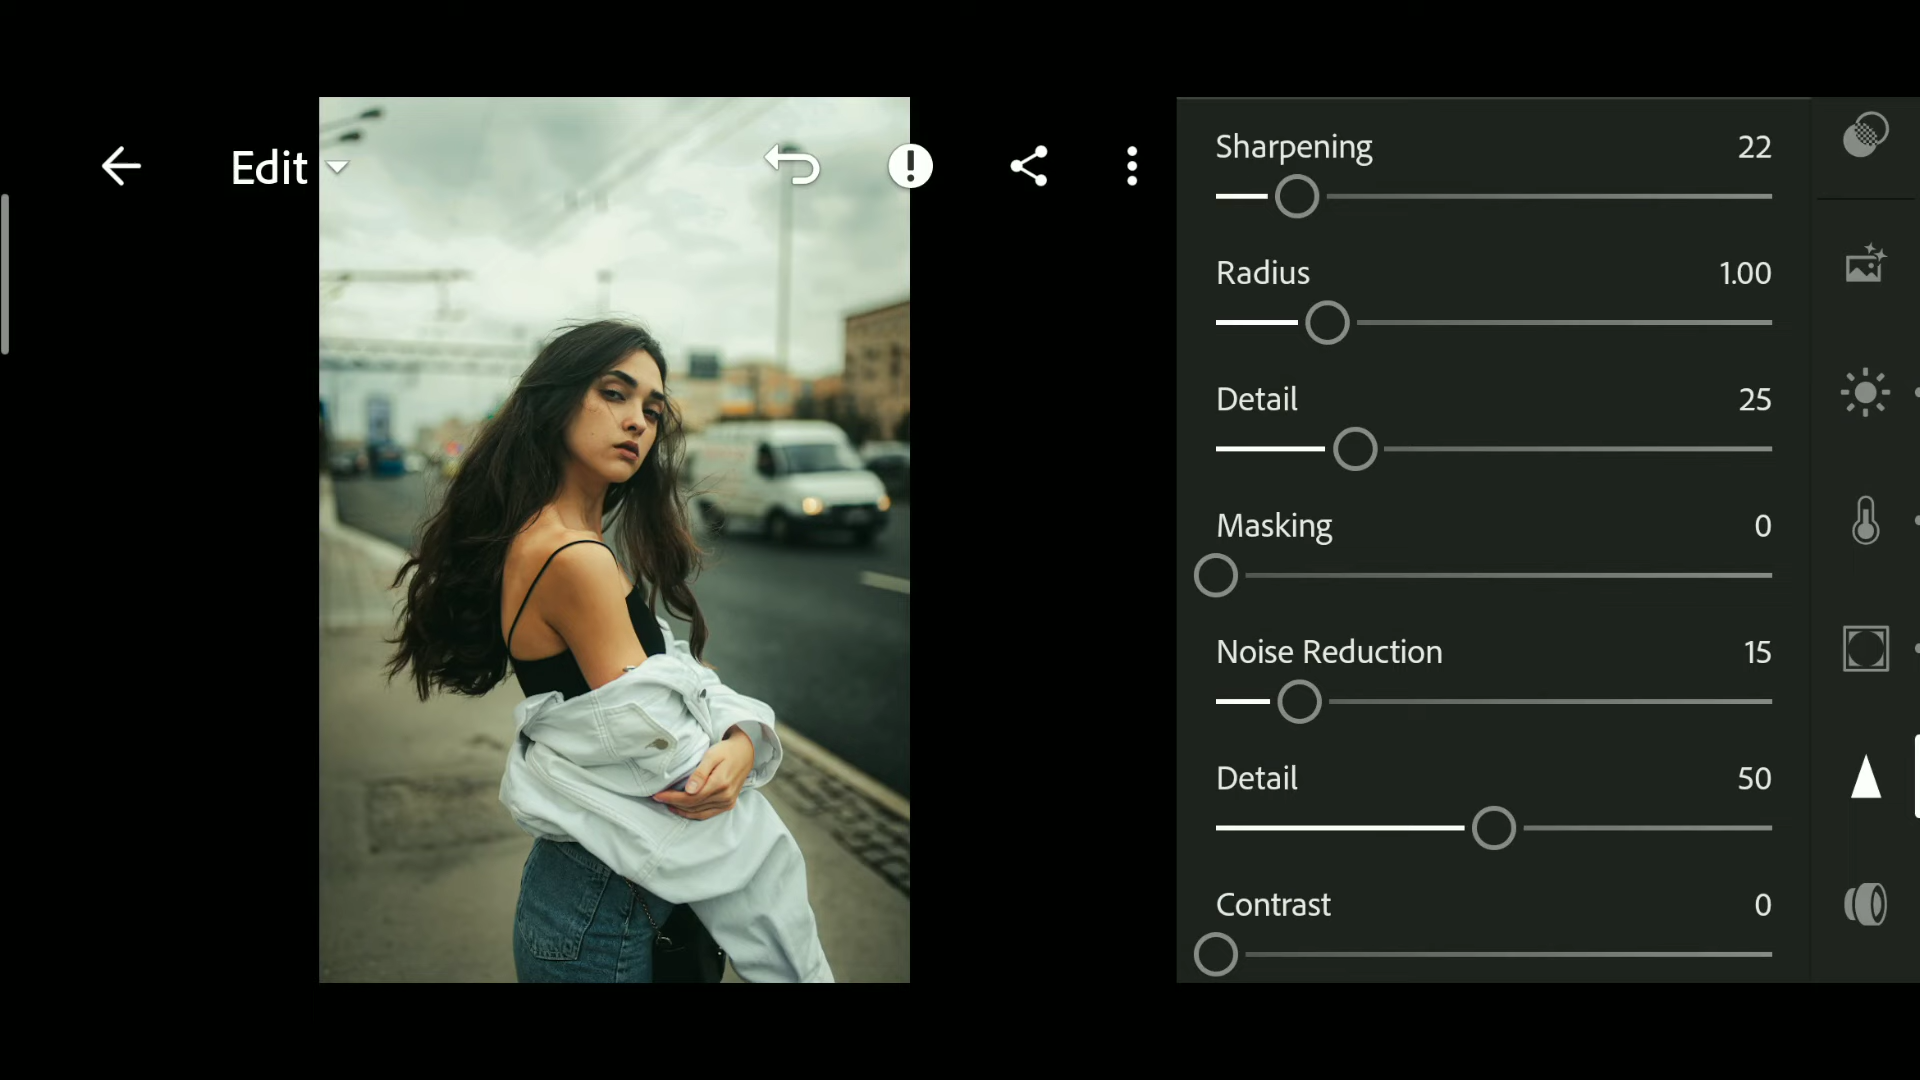 Edit
Sharpening 22
Radius 1.00
Detail 25
Masking 0
Noise Reduction 15
Detail 50
Contrast 0